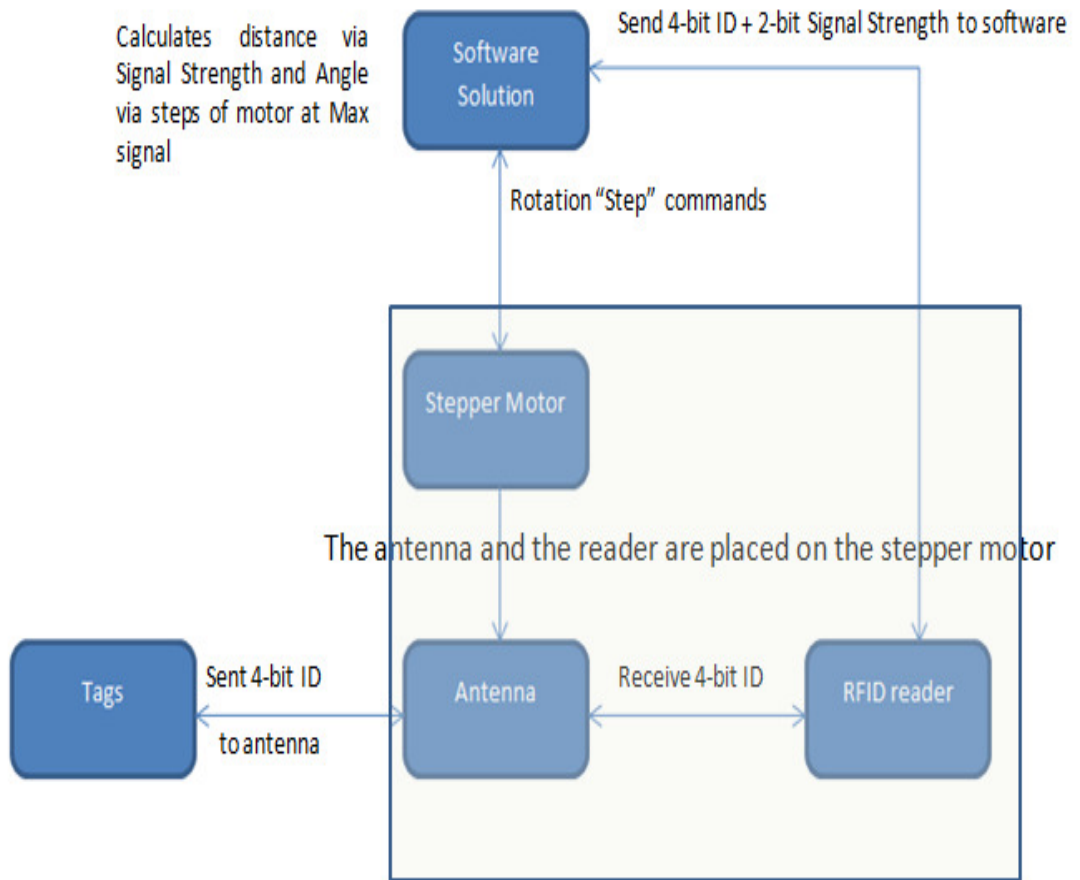 Calculates distance via
Signal Strength and Angle
via steps of motor at Max
signal
Software
Solution
Send 4-bit ID + 2-bit Signal Strength to software
Rotation “Step” commands
Stepper Motor
The antenna and the reader are placed on the stepper motor
Tags
Sent 4-bit ID
to antenna
Antenna
Receive 4-bit ID
RFID reader